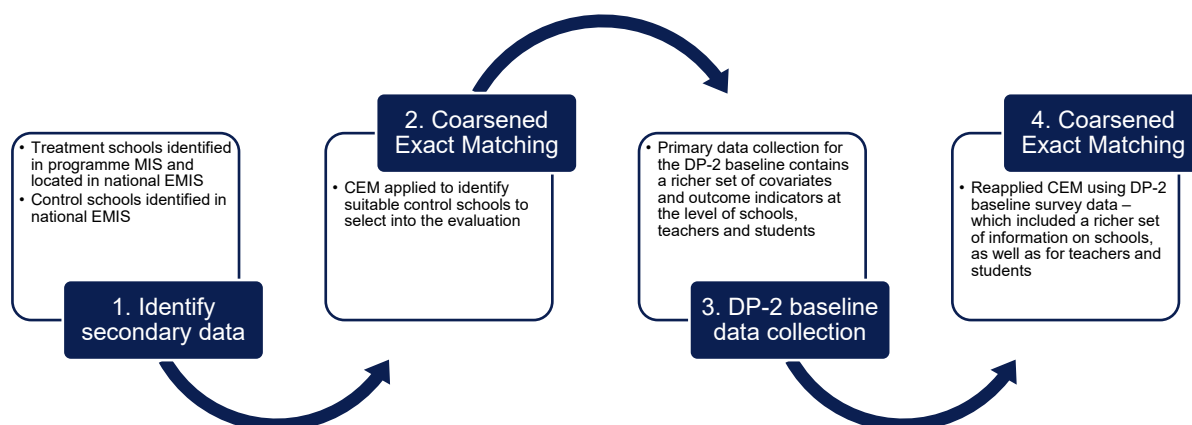 • Treatment schools identified
in programme MIS and
located in national EMIS
• Control schools identified in
national EMIS
1. Identify
secondary data
2. Coarsened
Exact Matching
• CEM applied to identify
suitable control schools to
select into the evaluation
• Primary data collection for
the DP-2 baseline contains
a richer set of covariates
and outcome indicators at
the level of schools,
teachers and students
3. DP-2 baseline
data collection
4. Coarsened
Exact Matching
• Reapplied CEM using DP-2
baseline survey data –
which included a richer set
of information on schools,
as well as for teachers and
students